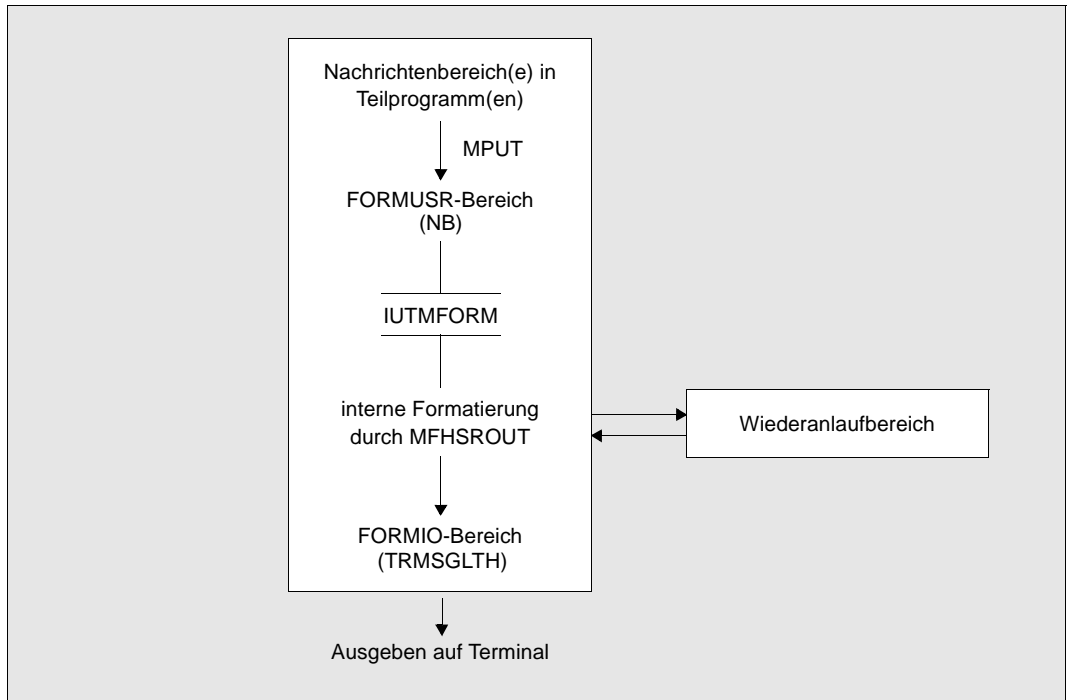 Nachrichtenbereich(e) in
Teilprogramm(en)
MPUT
FORMUSR-Bereich
(NB)
IUTMFORM
interne Formatierung
durch MFHSROUT
Wiederanlaufbereich
FORMIO-Bereich
(TRMSGLTH)
Ausgeben auf Terminal